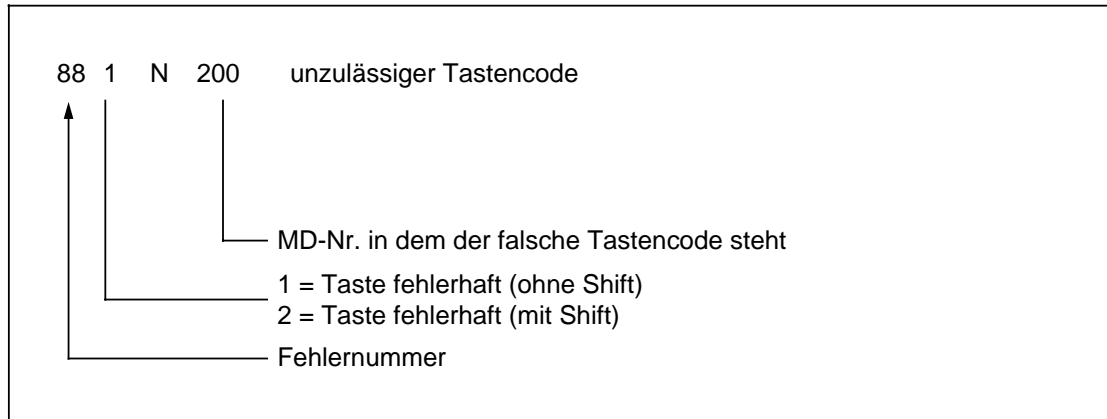 88 1 N 200 unzulässiger Tastencode
MD-Nr. in dem der falsche Tastencode steht
1 = Taste fehlerhaft (ohne Shift)
2 = Taste fehlerhaft (mit Shift)
Fehlernummer